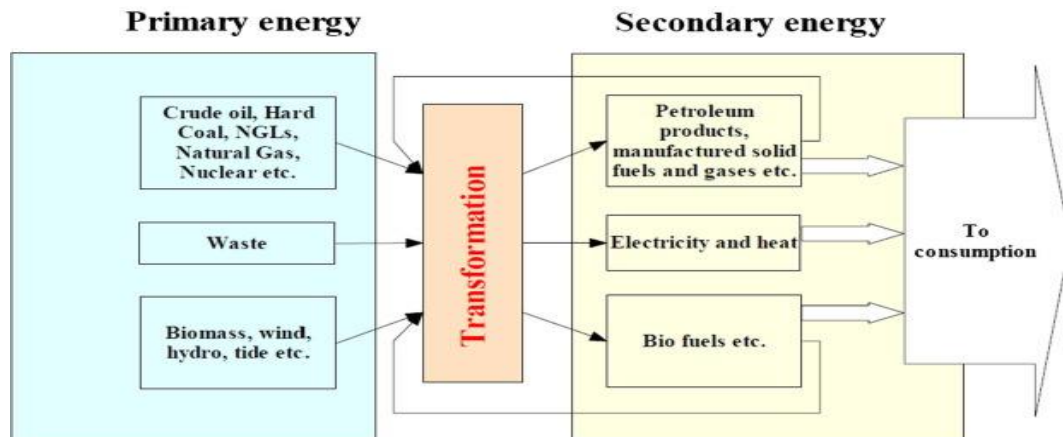 Primary energy
Secondary energy
Crude oil, Hard
Coal, NGLs,
Natural Gas,
Nuclear etc.
Waste
Biomass, wind,
hydro, tide etc.
Transformation
Petroleum
products,
manufactured solid
fuels and gases etc.
Electricity and heat
Bio fuels etc.
To
consumption